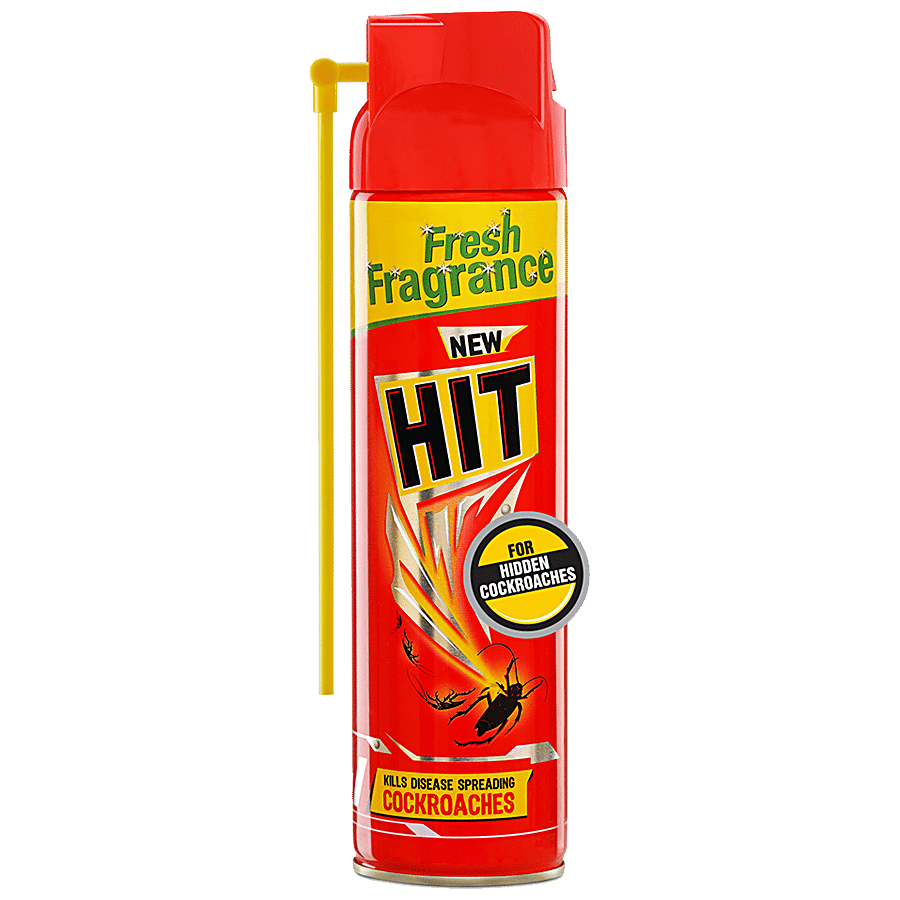 Fresh
Fragrance
NEW
HIT
FOR
HIDDEN
COCKROACHES
KILLS DISEASE SPREADING
COCKROACHES